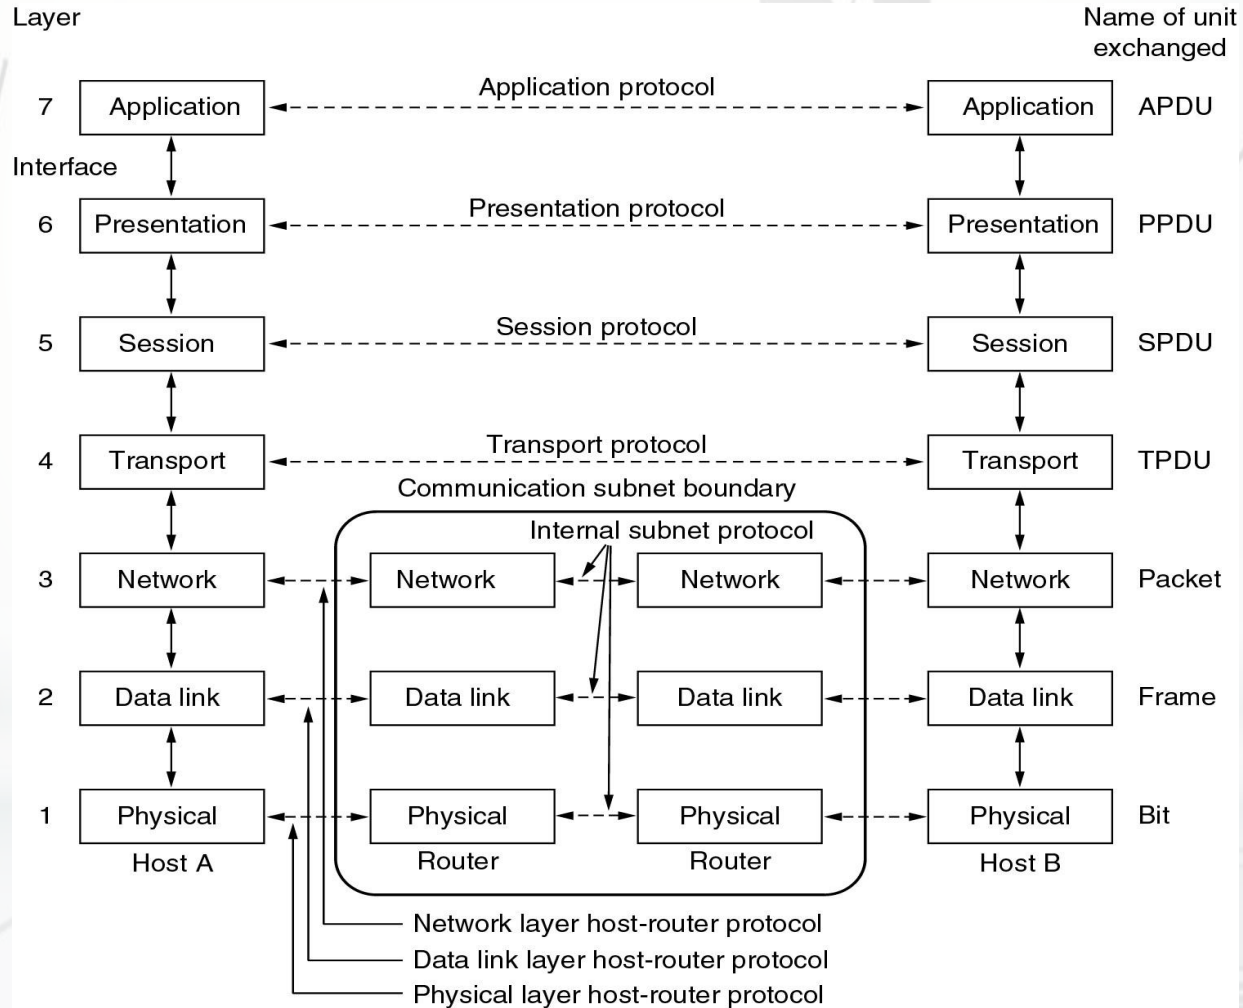 Layer
Name of unit
exchanged
7
Application
Application protocol
Application
APDU
Interface
6
Presentation
Presentation protocol
Presentation
PPDU
5
Session
Session protocol
Session
SPDU
4
Transport
Transport protocol
Transport
TPDU
Communication subnet boundary
Internal subnet protocol
3
Network
Network
Network
Network
Packet
2
Data link
Data link
Data link
Data link
Frame
1
Physical
Physical
Physical
Physical
Bit
Host A
Router
Router
Host B
Network layer host-router protocol
Data link layer host-router protocol
Physical layer host-router protocol